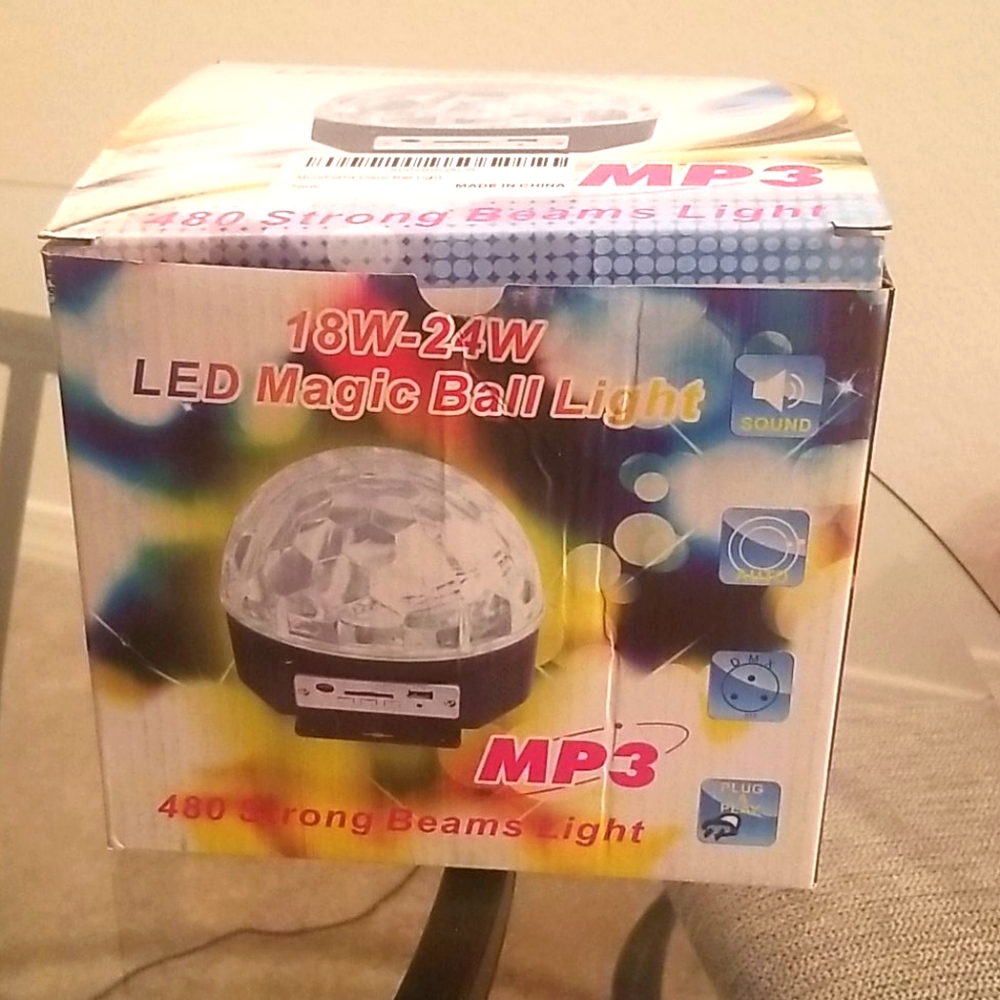 MADE IN CHINA
MP3
480 Strong Beams Light
18W-24W
LED Magic Ball Light
SOUND
AUTO
MP3
480 Strong Beams Light
PLUG
PLAY